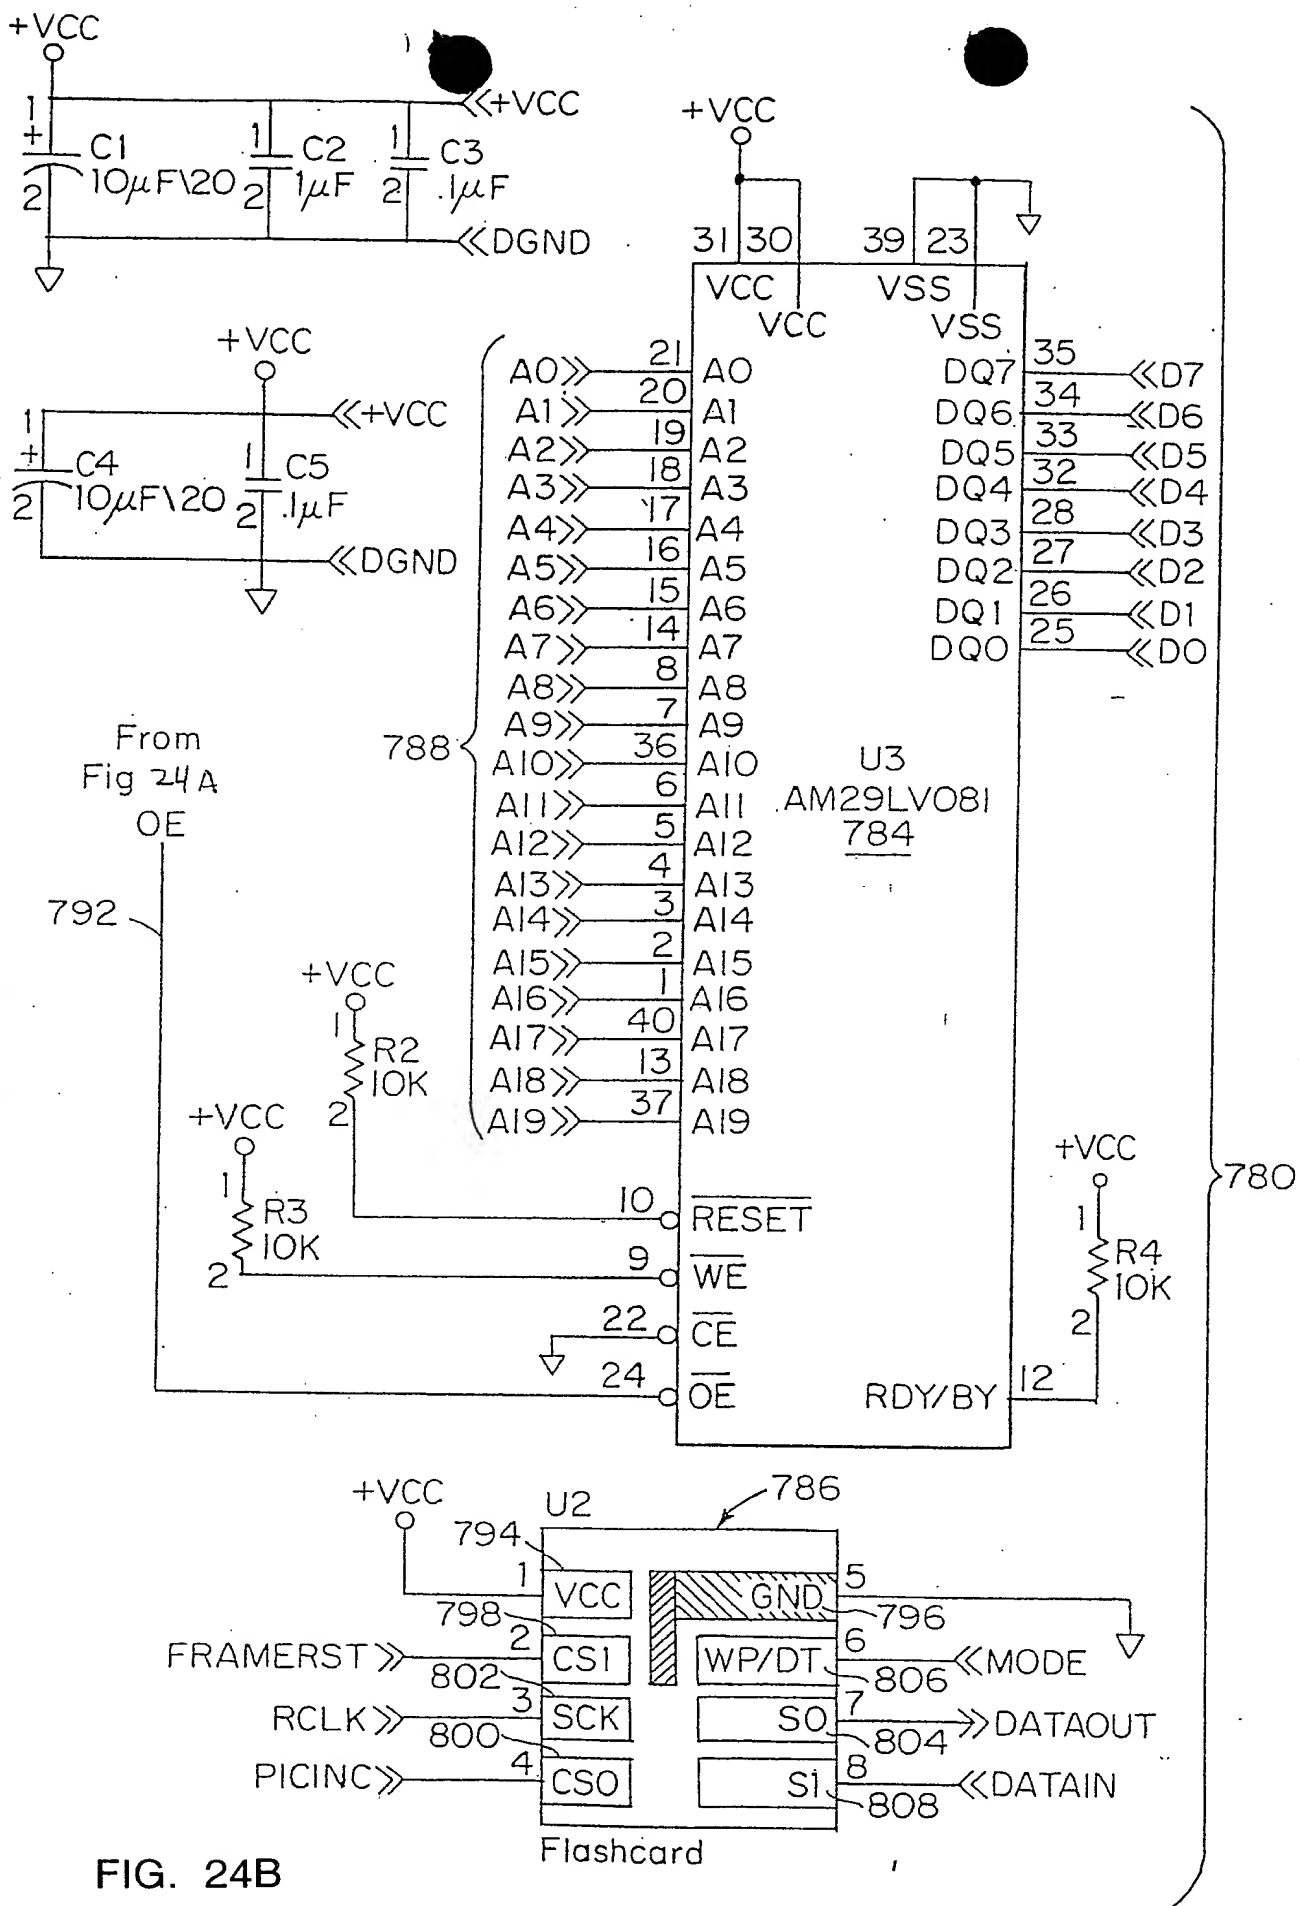 +VCC
1
+
C1
10µF\20
2
1
C2
1µF
2
1
C3
.1µF
2
+VCC
DGND
+VCC
1
+
C4
10µF\20
2
1
C5
.1µF
2
+VCC
DGND
+VCC
31 30 39 23
VCC VSS
VCC VSS
A0 21 A0
A1 20 A1
A2 19 A2
A3 18 A3
A4 17 A4
A5 16 A5
A6 15 A6
A7 14 A7
A8 8 A8
A9 7 A9
A10 36 A10
A11 6 A11
A12 5 A12
A13 4 A13
A14 3 A14
A15 2 A15
A16 1 A16
A17 40 A17
A18 13 A18
A19 37 A19
788
DQ7 35 D7
DQ6 34 D6
DQ5 33 D5
DQ4 32 D4
DQ3 28 D3
DQ2 27 D2
DQ1 26 D1
DQ0 25 D0
U3
AM29LV081
784
From
Fig 24A
OE
792
+VCC
1
R2
10K
2
+VCC
1
R3
10K
2
10 RESET
9 WE
22 CE
24 OE
+VCC
1
R4
10K
2
RDY/BY 12
780
+VCC
U2
786
794
1 VCC
798
FRAMERST 2 CS1
802
RCLK 3 SCK
800
PICINC 4 CS0
GND 5
796
WP/DT 6 MODE
806
SO 7 DATAOUT
804
S1 8 DATAIN
808
Flashcard
FIG. 24B